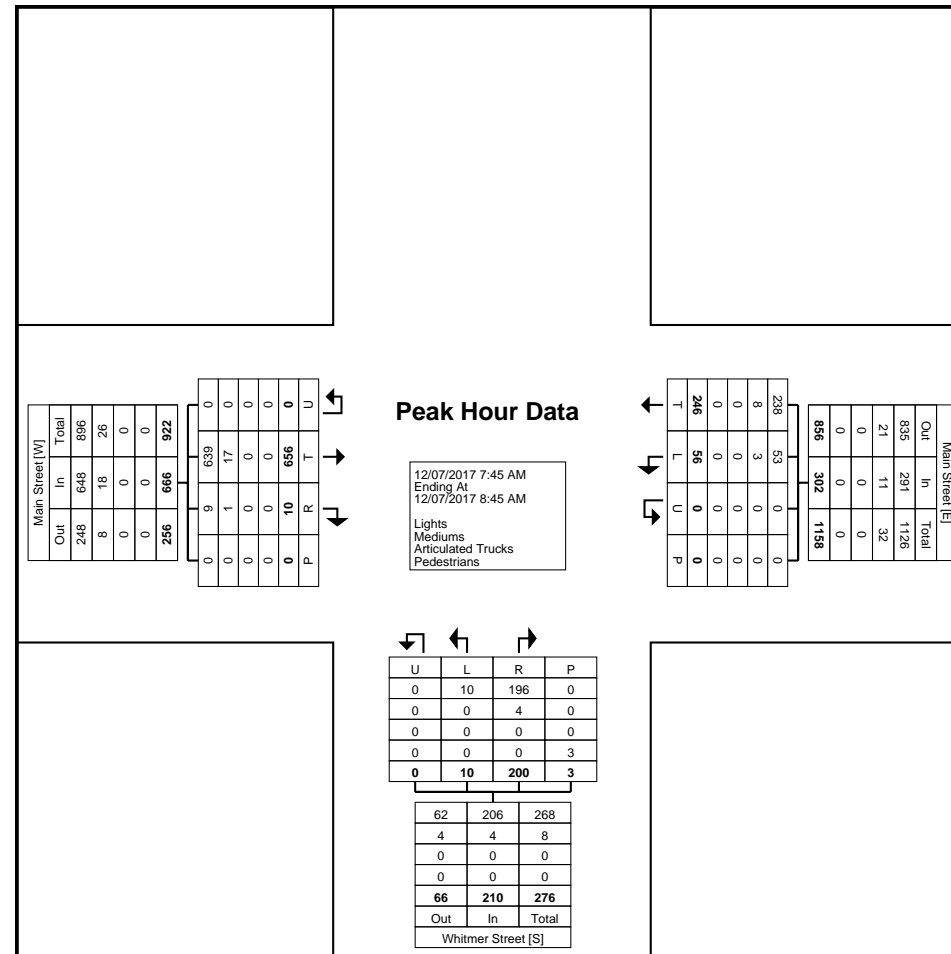 Main Street [W]
Out In Total
248 648 896
8 18 26
0 0 0
0 0 0
256 666 922
0 639 9 0
0 17 1 0
0 0 0 0
0 0 0 0
0 656 10 0
U T R P
Peak Hour Data
12/07/2017 7:45 AM
Ending At
12/07/2017 8:45 AM
Lights
Mediums
Articulated Trucks
Pedestrians
Main Street [E]
Out In Total
835 291 1126
21 11 32
0 0 0
0 0 0
856 302 1158
238 53 0 0
8 3 0 0
0 0 0 0
0 0 0 0
246 56 0 0
T L U P
U L R P
0 10 196 0
0 0 4 0
0 0 0 0
0 0 0 3
0 10 200 3
62 206 268
4 4 8
0 0 0
0 0 0
66 210 276
Out In Total
Whitmer Street [S]